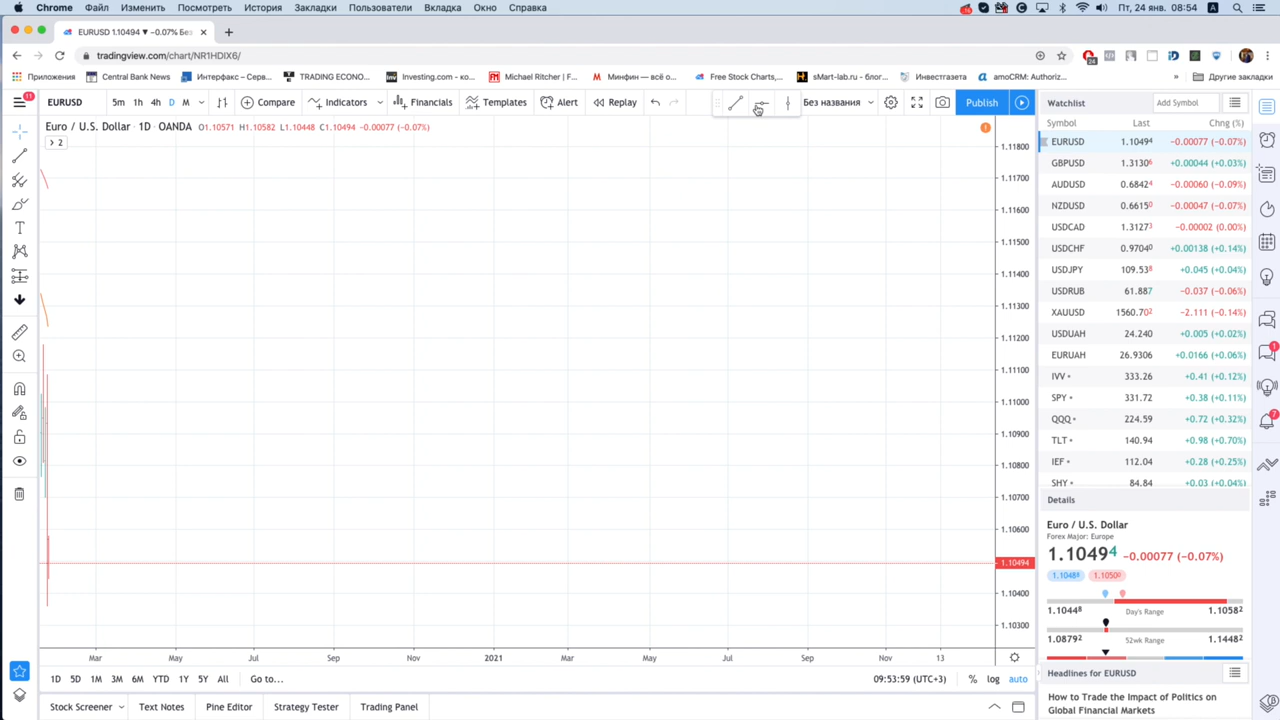 Chrome Файл Изменить Посмотреть История Закладки Пользователи Вкладка Окно Справка Пт, 24 янв. 08:54 A
EURUSD 1.10494 ▼ −0.07% Без
tradingview.com/chart/NR1HDIX6/
24
Приложения Central Bank News Интерфакс – Серв... TRADING ECONO... Investing.com - ко... Michael Ritcher | F... Минфин — всё о... Free Stock Charts,... sMart-lab.ru - блог... Инвестгазета amoCRM: Authoriz... » Другие закладки
11
EURUSD 5m 1h 4h D M Compare Indicators Financials Templates Alert Replay Без названия Publish
Euro / U.S. Dollar • 1D • OANDA O1.10571 H1.10582 L1.10448 C1.10494 −0.00077 (−0.07%)
2
1.11800
1.11700
1.11600
1.11500
1.11400
1.11300
1.11200
1.11100
1.11000
1.10900
1.10800
1.10700
1.10600
1.10494
1.10400
1.10300
Mar May Jul Sep Nov 2021 Mar May Jul Sep Nov 13
1D 5D 1M 3M 6M YTD 1Y 5Y All Go to... 09:53:59 (UTC+3) % log auto
Stock Screener Text Notes Pine Editor Strategy Tester Trading Panel
Watchlist Add Symbol
Symbol Last Chng (%)
EURUSD 1.10494 −0.00077 (−0.07%)
GBPUSD 1.31306 +0.00044 (+0.03%)
AUDUSD 0.68424 −0.00060 (−0.09%)
NZDUSD 0.66150 −0.00047 (−0.07%)
USDCAD 1.31273 −0.00002 (0.00%)
USDCHF 0.97040 +0.00138 (+0.14%)
USDJPY 109.538 +0.045 (+0.04%)
USDRUB 61.887 −0.037 (−0.06%)
XAUUSD 1560.702 −2.111 (−0.14%)
USDUAH 24.240 +0.005 (+0.02%)
EURUAH 26.9306 +0.0166 (+0.06%)
IVV 333.26 +0.41 (+0.12%)
SPY 331.72 +0.38 (+0.11%)
QQQ 224.59 +0.72 (+0.32%)
TLT 140.94 +0.98 (+0.70%)
IEF 112.04 +0.28 (+0.25%)
SHY 84.84 +0.03 (+0.04%)
Details
Euro / U.S. Dollar
Forex Major: Europe
1.10494 −0.00077 (−0.07%)
1.10489 1.10500
1.10448 Day's Range 1.10582
1.08792 52wk Range 1.14482
Headlines for EURUSD
How to Trade the Impact of Politics on
Global Financial Markets
1
7